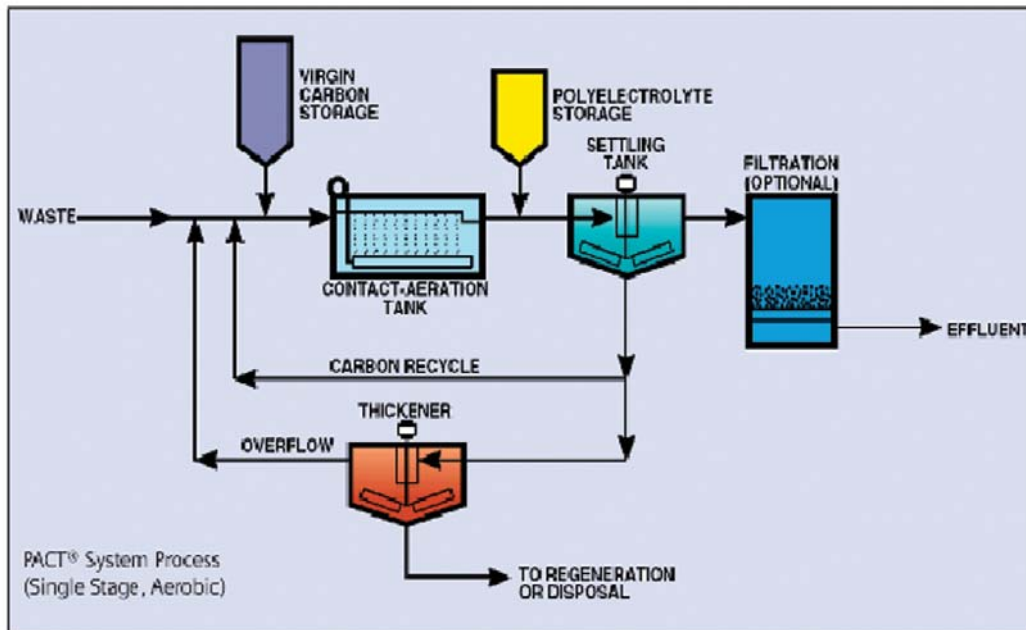 VIRGIN
CARBON
STORAGE
POLYELECTROLYTE
STORAGE
SETTLING
TANK
FILTRATION
(OPTIONAL)
WASTE
CONTACT-AERATION
TANK
EFFLUENT
CARBON RECYCLE
THICKENER
OVERFLOW
PACT® System Process
(Single Stage, Aerobic)
TO REGENERATION
OR DISPOSAL